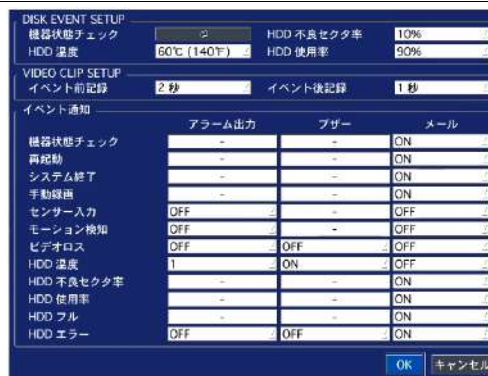 DISK EVENT SETUP
機器状態チェック HDD 不良セクタ率 10%
HDD 温度 60℃ (140℉) HDD 使用率 90%
VIDEO CLIP SETUP
イベント前記録 2 秒 イベント後記録 1 秒
イベント通知
アラーム出力 ブザー メール
機器状態チェック - - ON
再起動 - - ON
システム終了 - - ON
手動録画 - - ON
センサー入力 OFF - OFF
モーション検知 OFF - OFF
ビデオロス OFF OFF OFF
HDD 温度 1 ON OFF
HDD 不良セクタ率 - - ON
HDD 使用率 - - ON
HDD フル - - ON
HDD エラー OFF OFF ON
OK キャンセル